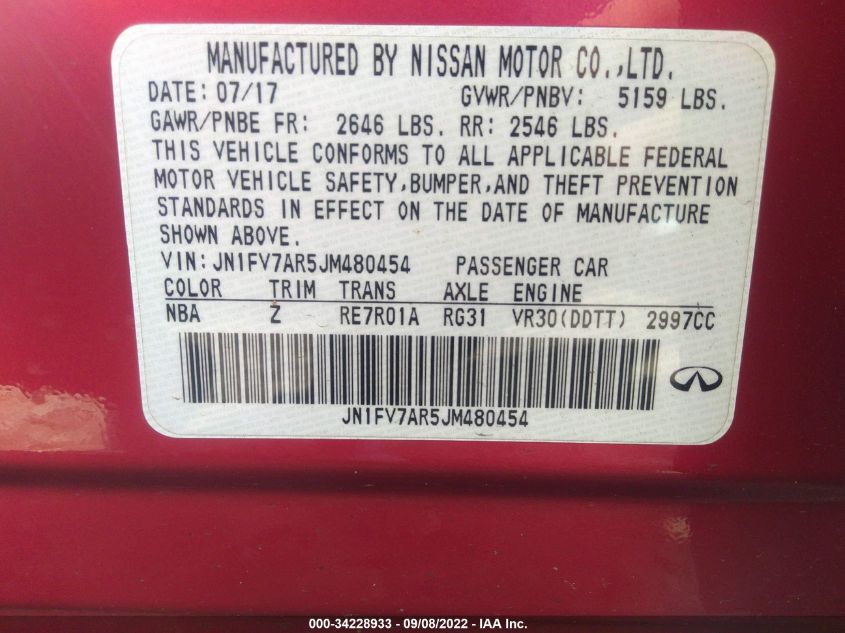 MANUFACTURED BY NISSAN MOTOR CO.,LTD.
DATE: 07/17 GVWR/PNBV: 5159 LBS.
GAWR/PNBE FR: 2646 LBS. RR: 2546 LBS.
THIS VEHICLE CONFORMS TO ALL APPLICABLE FEDERAL
MOTOR VEHICLE SAFETY,BUMPER,AND THEFT PREVENTION
STANDARDS IN EFFECT ON THE DATE OF MANUFACTURE
SHOWN ABOVE.
VIN:JN1FV7AR5JM480454 PASSENGER CAR
COLOR TRIM TRANS AXLE ENGINE
NBA Z RE7R01A RG31 VR30(DDTT) 2997CC
JN1FV7AR5JM480454
000-34228933 - 09/08/2022 - IAA Inc.